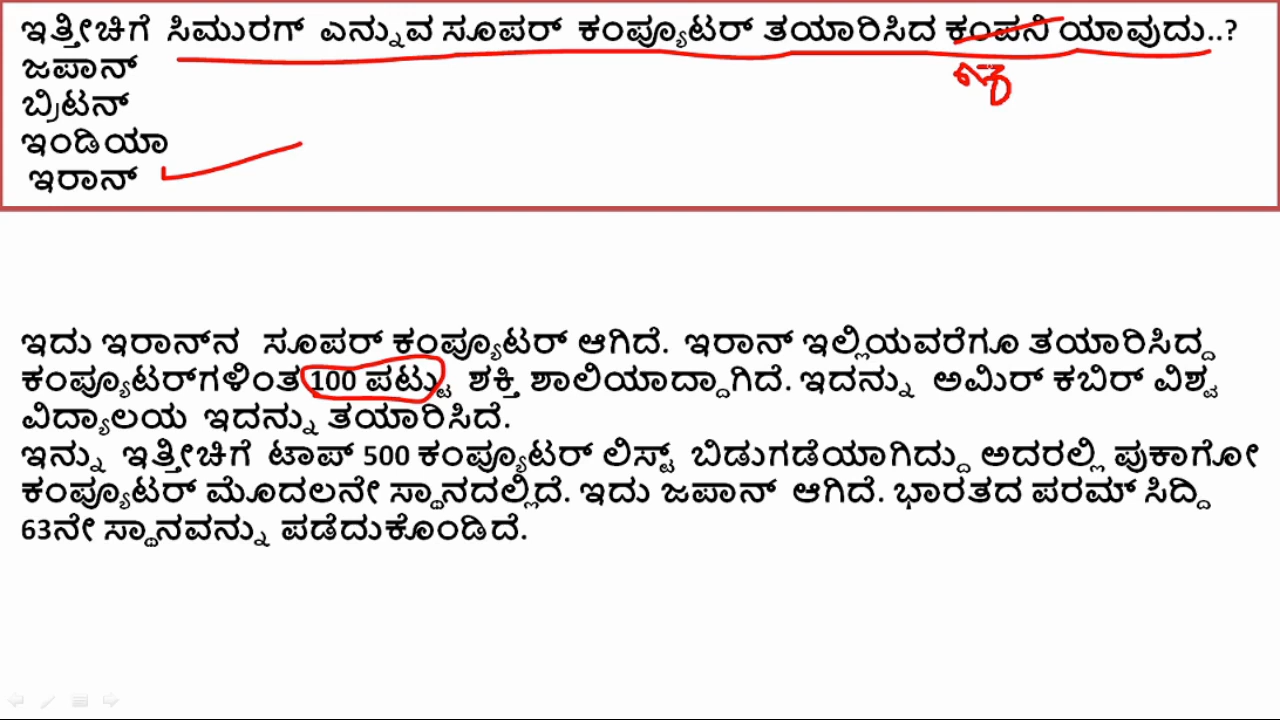 ಇತ್ತೀಚಿಗೆ ಸಿಮುರಗ್ ಎನ್ನುವ ಸೂಪರ್ ಕಂಪ್ಯೂಟರ್ ತಯಾರಿಸಿದ ಕಂಪನಿ ಯಾವುದು..?
ಜಪಾನ್
ಬ್ರಿಟನ್
ಇಂಡಿಯಾ
ಇರಾನ್
ಇದು ಇರಾನ್‌ನ ಸೂಪರ್ ಕಂಪ್ಯೂಟರ್ ಆಗಿದೆ. ಇರಾನ್ ಇಲ್ಲಿಯವರೆಗೂ ತಯಾರಿಸಿದ್ದ
ಕಂಪ್ಯೂಟರ್‌ಗಳಿಂತ 100 ಪಟ್ಟು ಶಕ್ತಿ ಶಾಲಿಯಾದ್ದಾಗಿದೆ. ಇದನ್ನು ಅಮಿರ್ ಕಬಿರ್ ವಿಶ್ವ
ವಿದ್ಯಾಲಯ ಇದನ್ನು ತಯಾರಿಸಿದೆ.
ಇನ್ನು ಇತ್ತೀಚಿಗೆ ಟಾಪ್ 500 ಕಂಪ್ಯೂಟರ್ ಲಿಸ್ಟ್ ಬಿಡುಗಡೆಯಾಗಿದ್ದು ಅದರಲ್ಲಿ ಪುಕಾಗೋ
ಕಂಪ್ಯೂಟರ್ ಮೊದಲನೇ ಸ್ಥಾನದಲ್ಲಿದೆ. ಇದು ಜಪಾನ್ ಆಗಿದೆ. ಭಾರತದ ಪರಮ್ ಸಿದ್ದಿ
63ನೇ ಸ್ಥಾನವನ್ನು ಪಡೆದುಕೊಂಡಿದೆ.